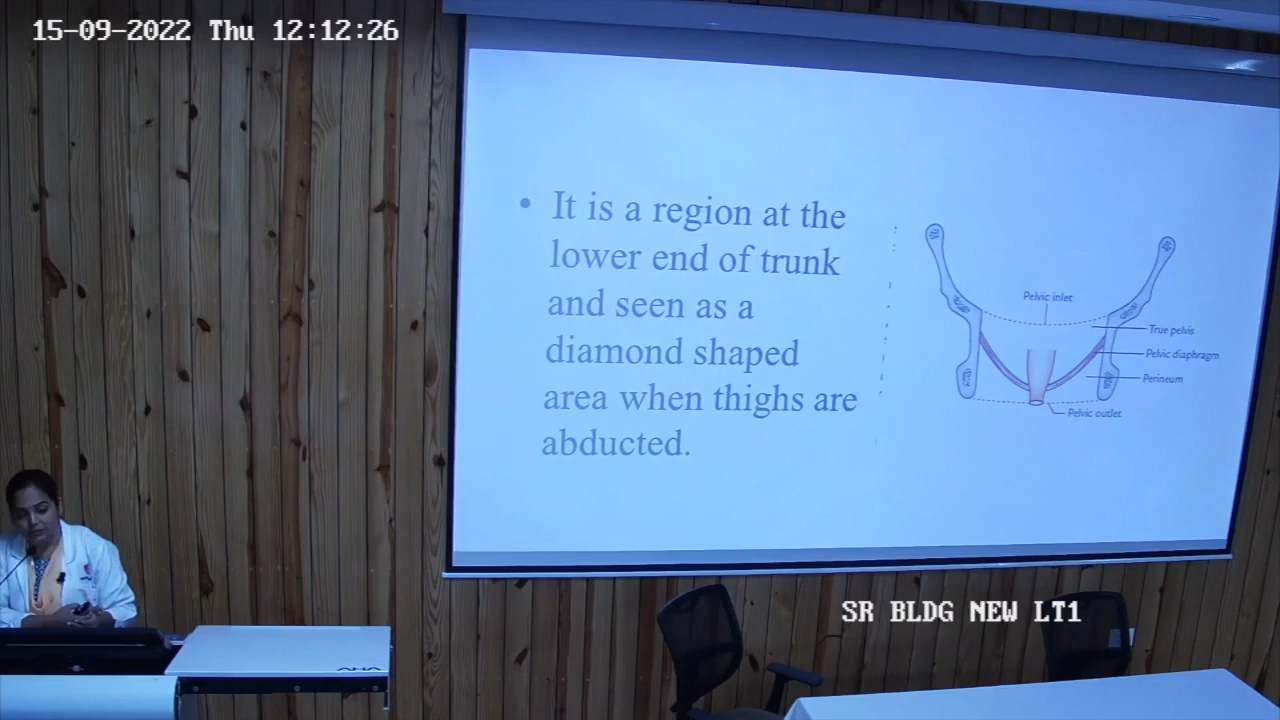 15-09-2022 Thu 12:12:26
• It is a region at the
lower end of trunk
and seen as a
diamond shaped
area when thighs are
abducted.
Pelvic inlet
True pelvis
Pelvic diaphragm
Perineum
Pelvic outlet
SR BLDG NEW LT1